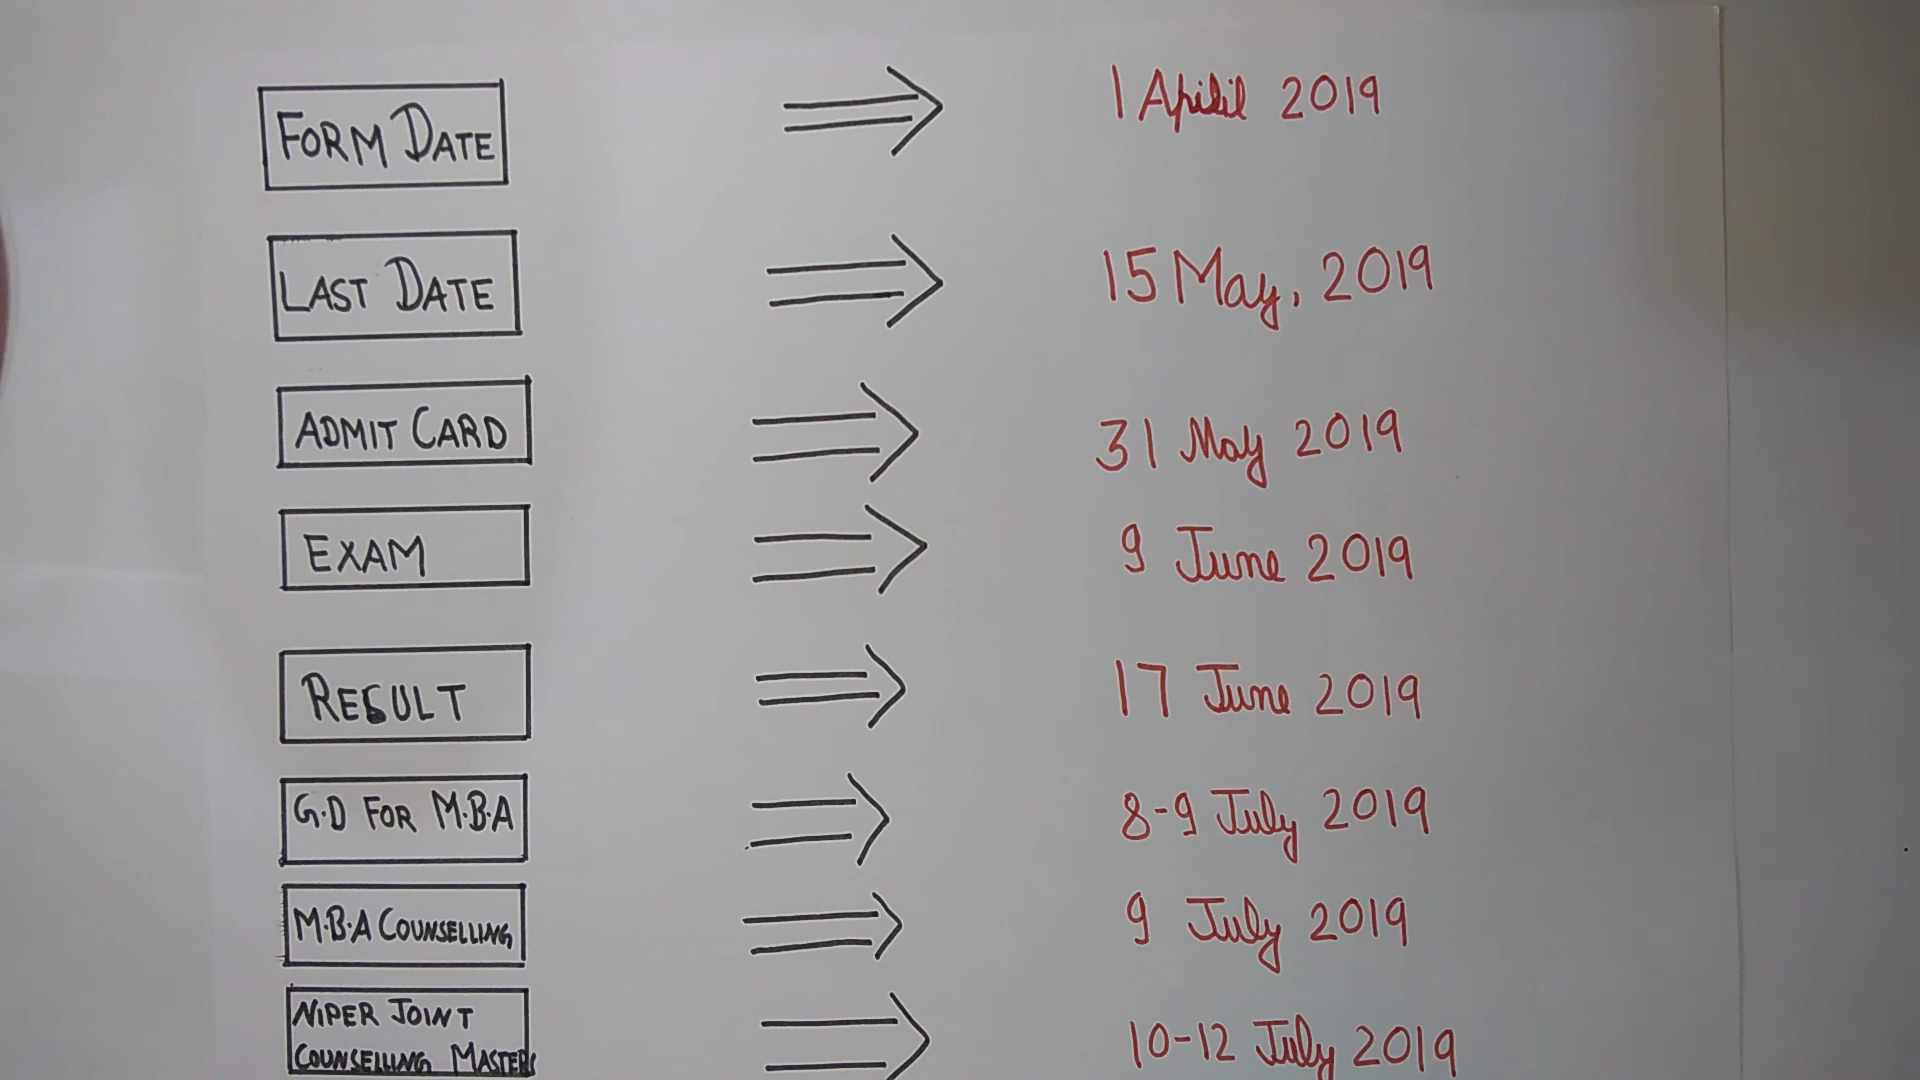 FORM DATE 1 April 2019
LAST DATE 15 May, 2019
ADMIT CARD 31 May 2019
EXAM 9 June 2019
RESULT 17 June 2019
G.D FOR M.B.A 8-9 July 2019
M.B.A COUNSELLING 9 July 2019
NIPER JOINT
COUNSELLING MASTERS 10-12 July 2019